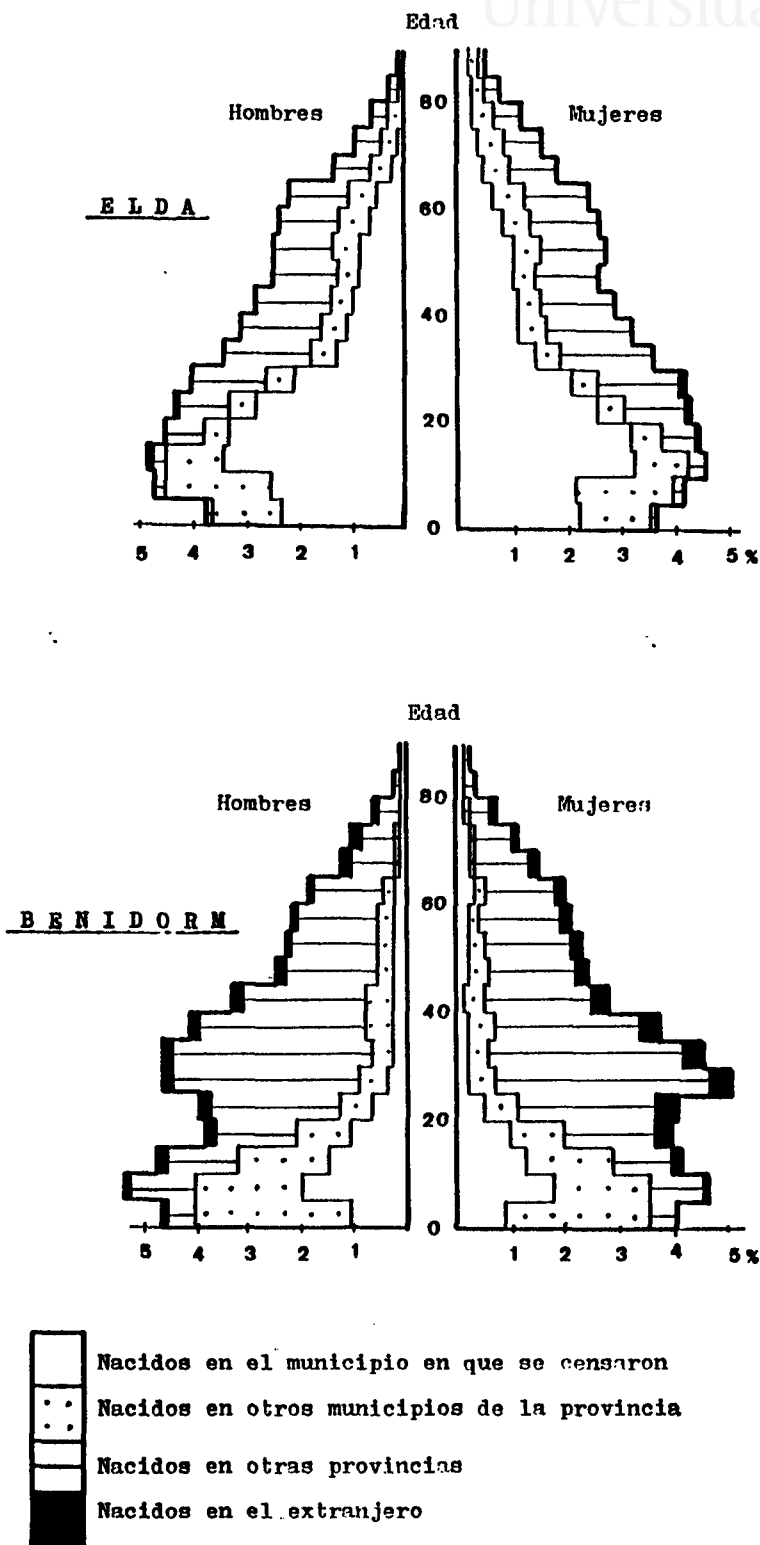 Universida
Edad
Hombres
Mujeres
80
ELDA
60
40
20
0
5 4 3 2 1
1 2 3 4 5 %
Edad
Hombres
Mujeres
80
BENIDORM
60
40
20
0
5 4 3 2 1
1 2 3 4 5 %
Nacidos en el municipio en que se censaron
Nacidos en otros municipios de la provincia
Nacidos en otras provincias
Nacidos en el extranjero